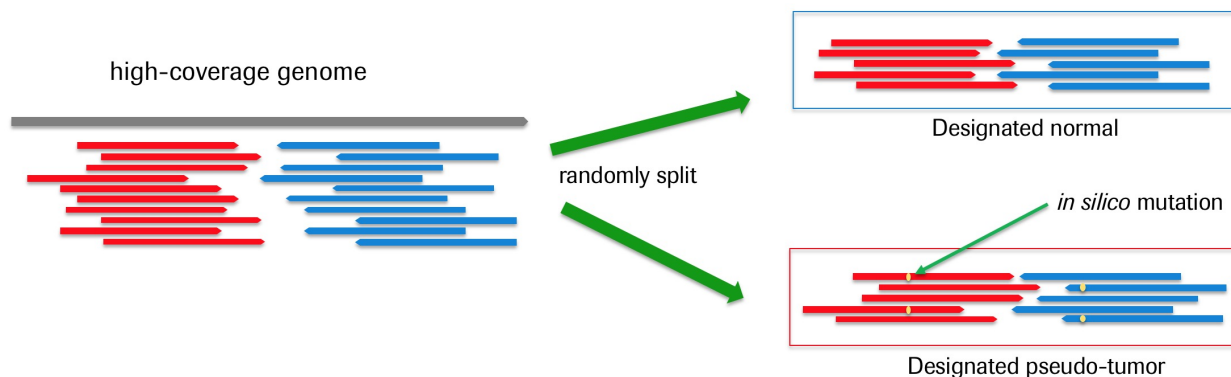 high-coverage genome
randomly split
Designated normal
in silico mutation
Designated pseudo-tumor